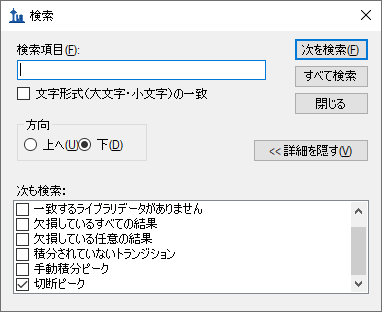 検索
検索項目(F):
次を検索(F)
すべて検索
文字形式(大文字・小文字)の一致
閉じる
方向
上へ(U) 下(D)
<< 詳細を隠す(V)
次も検索:
一致するライブラリデータがありません
欠損しているすべての結果
欠損している任意の結果
積分されていないトランジション
手動積分ピーク
切断ピーク